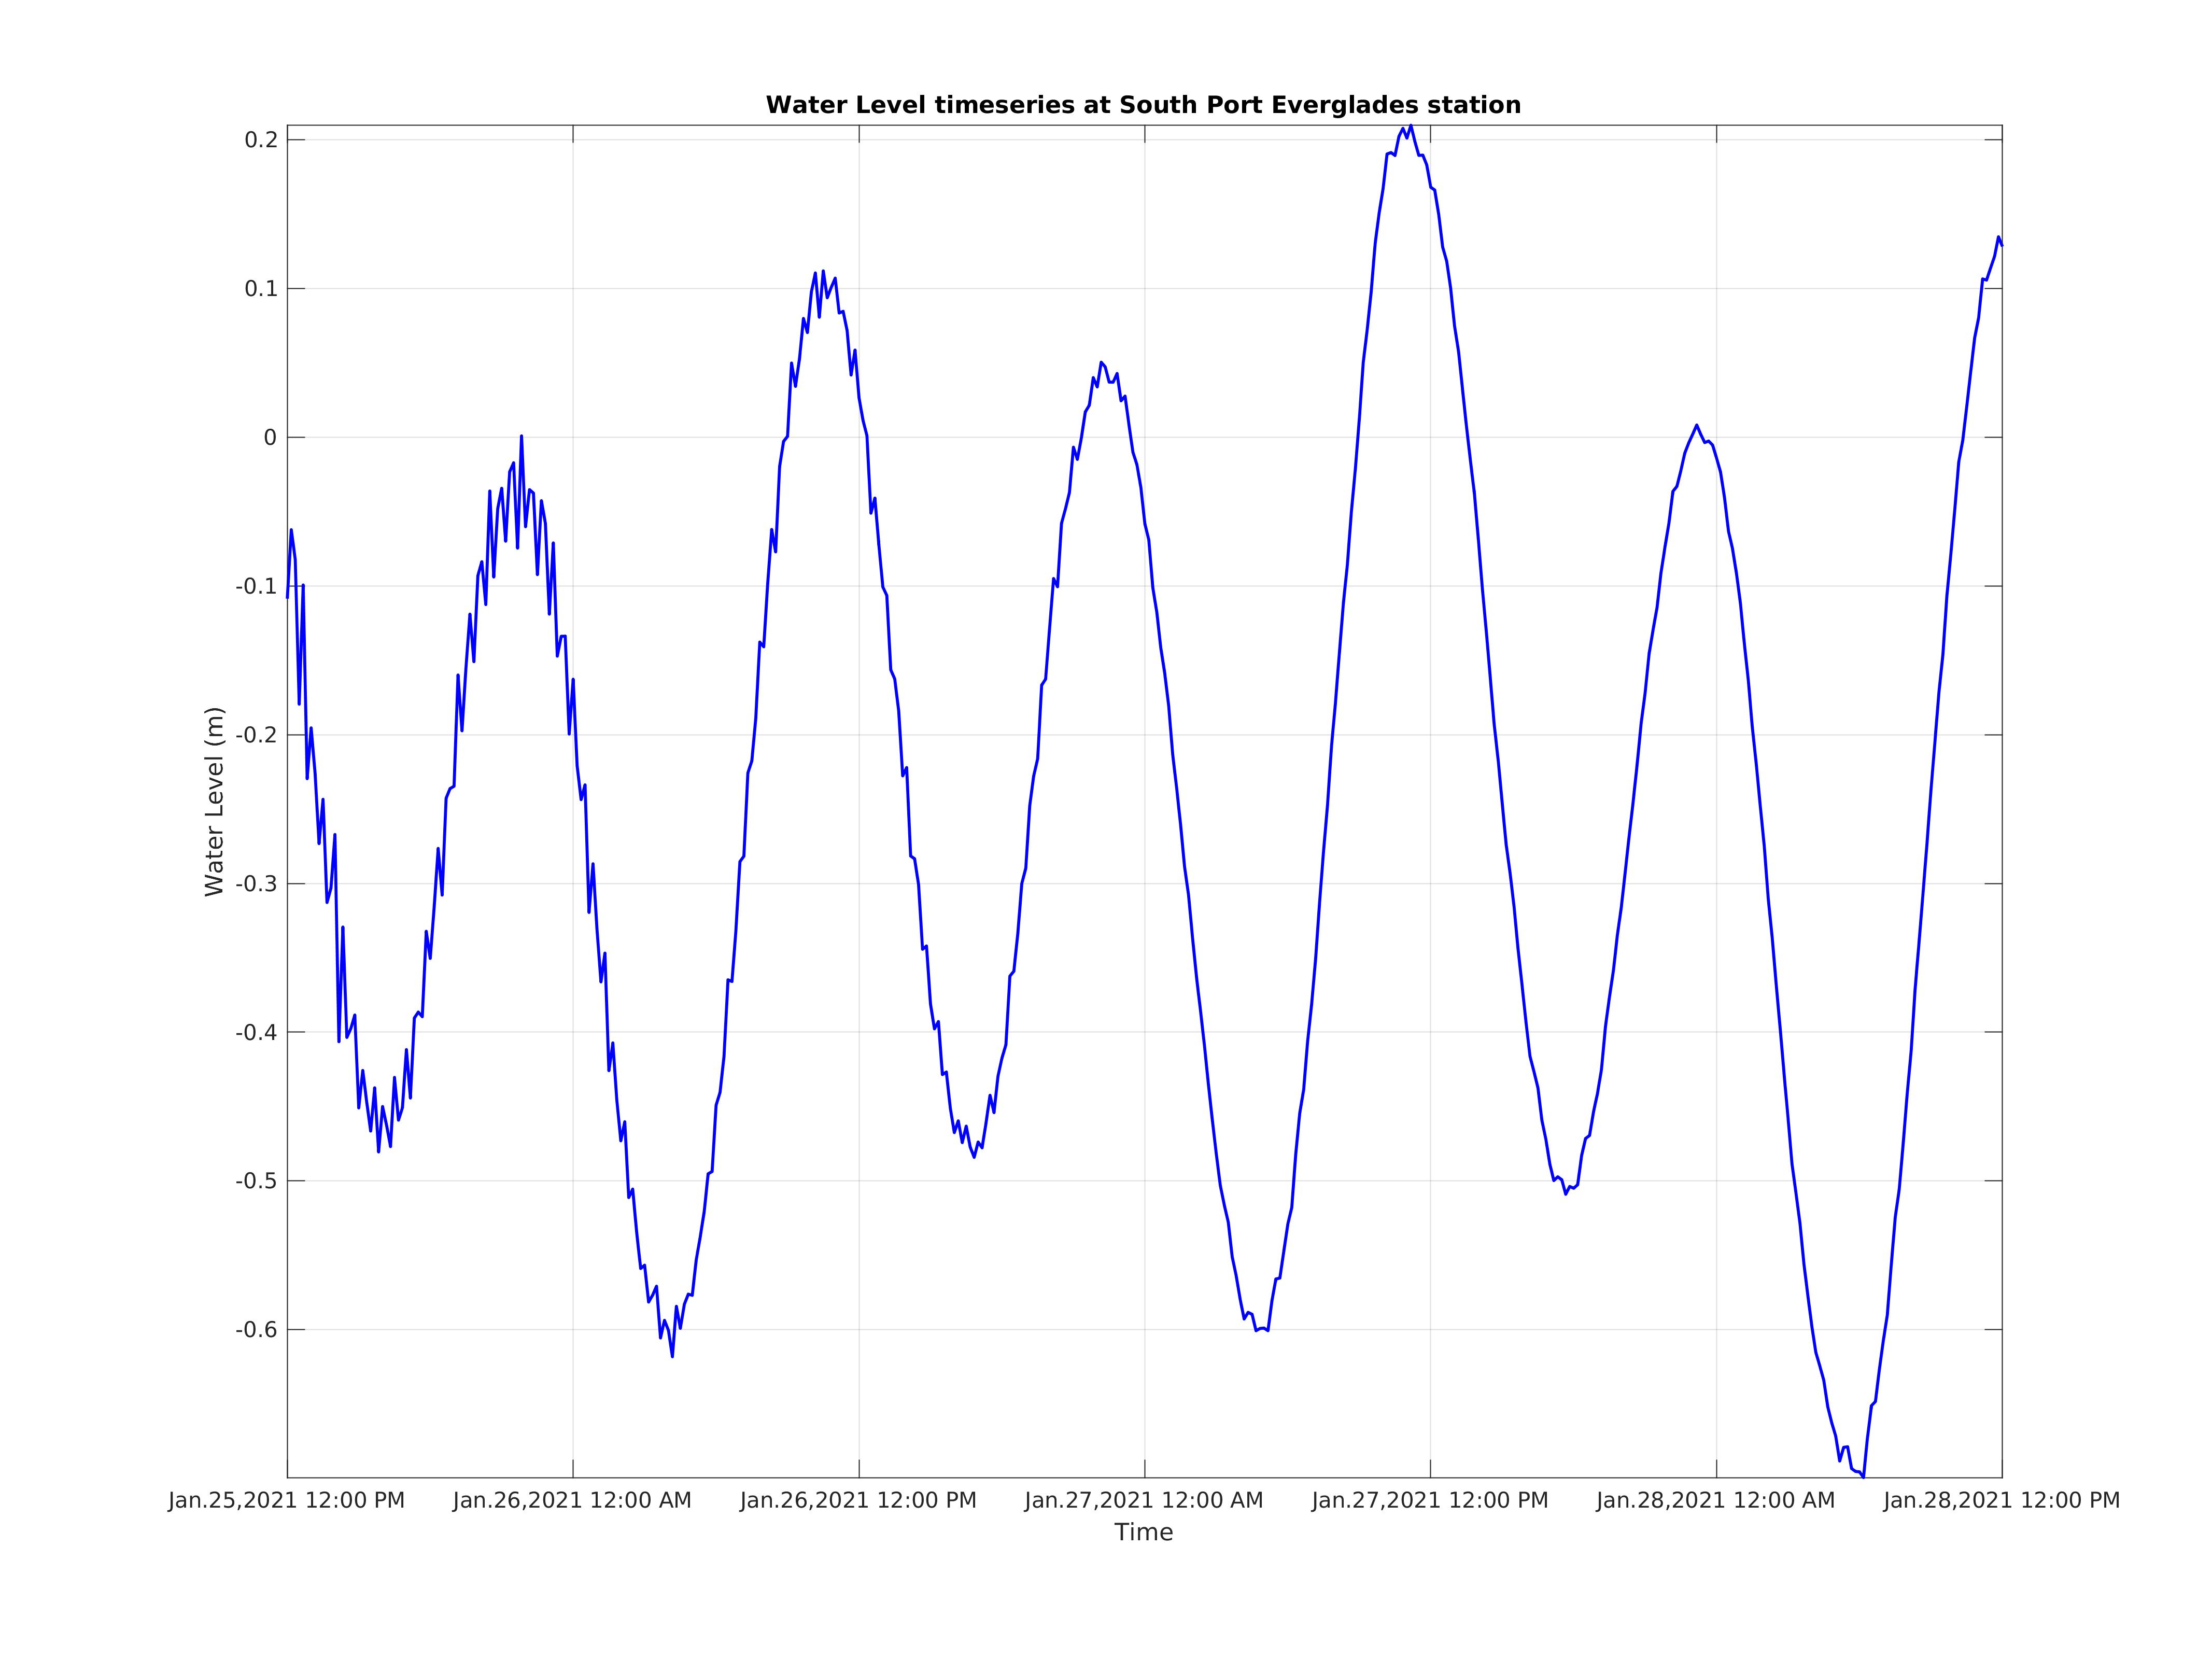 Water Level timeseries at South Port Everglades station
0.2
0.1
0
-0.1
-0.2
-0.3
-0.4
-0.5
-0.6
Water Level (m)
Jan.25,2021 12:00 PM
Jan.26,2021 12:00 AM
Jan.26,2021 12:00 PM
Jan.27,2021 12:00 AM
Jan.27,2021 12:00 PM
Jan.28,2021 12:00 AM
Jan.28,2021 12:00 PM
Time